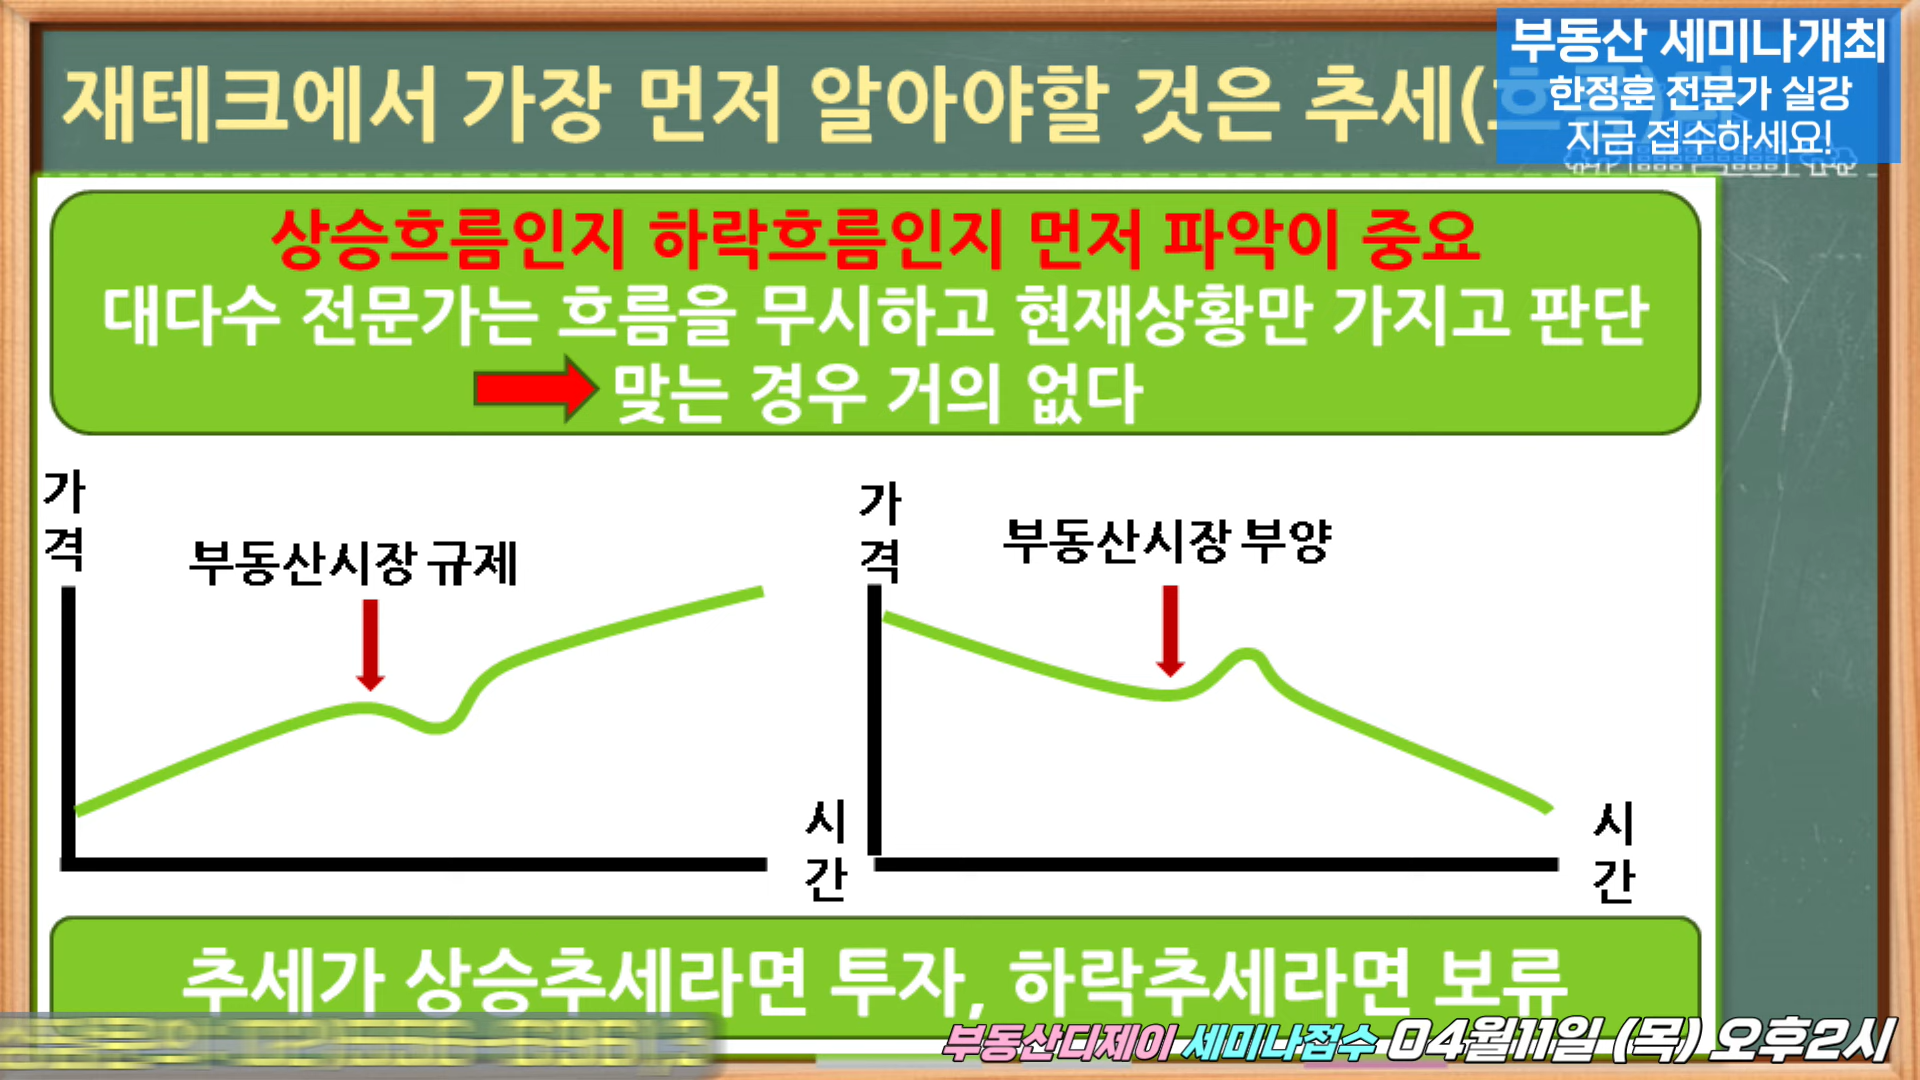 재테크에서 가장 먼저 알아야할 것은 추세(
부동산 세미나개최
한정훈 전문가 실강
지금 접수하세요!
상승흐름인지 하락흐름인지 먼저 파악이 중요
대다수 전문가는 흐름을 무시하고 현재상황만 가지고 판단
맞는 경우 거의 없다
가격
부동산시장 규제
시간
가격
부동산시장 부양
시간
추세가 상승추세라면 투자, 하락추세라면 보류
부동산디제이 세미나접수 04월11일 (목) 오후2시